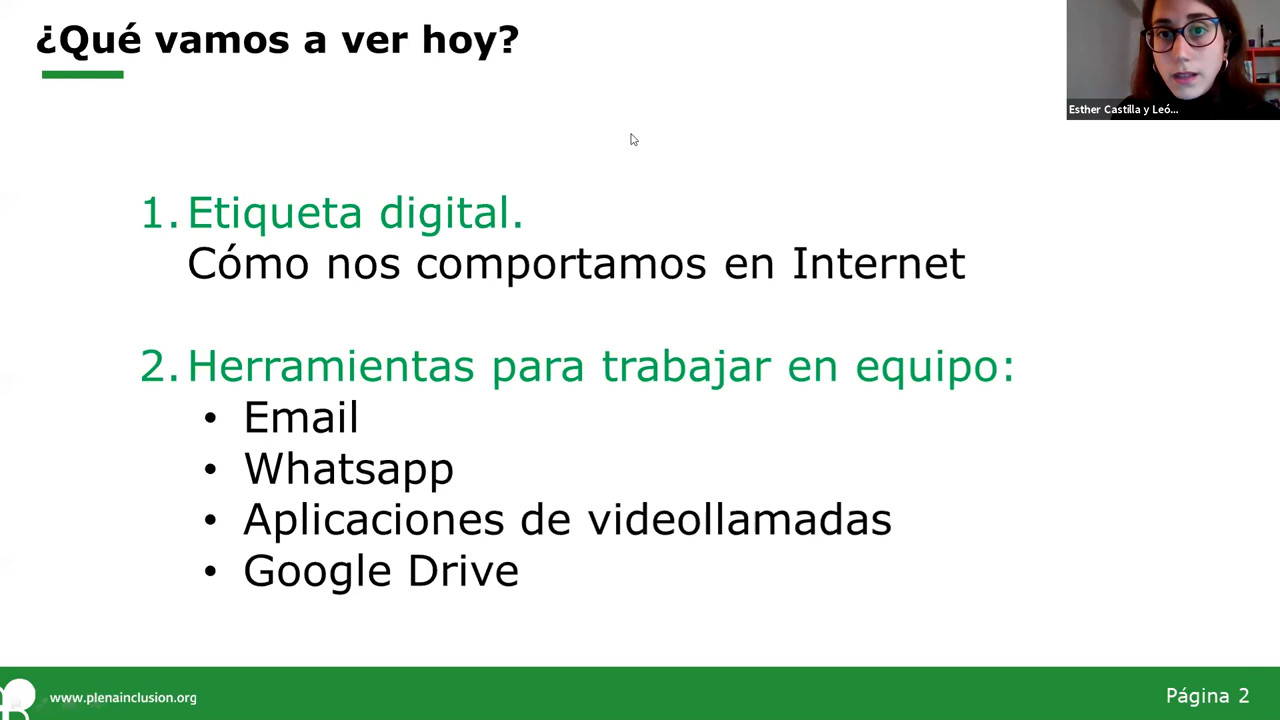 ¿Qué vamos a ver hoy?
Esther Castilla y Leó...
1. Etiqueta digital.
Cómo nos comportamos en Internet
2. Herramientas para trabajar en equipo:
• Email
• Whatsapp
• Aplicaciones de videollamadas
• Google Drive
www.plenainclusion.org
Página 2